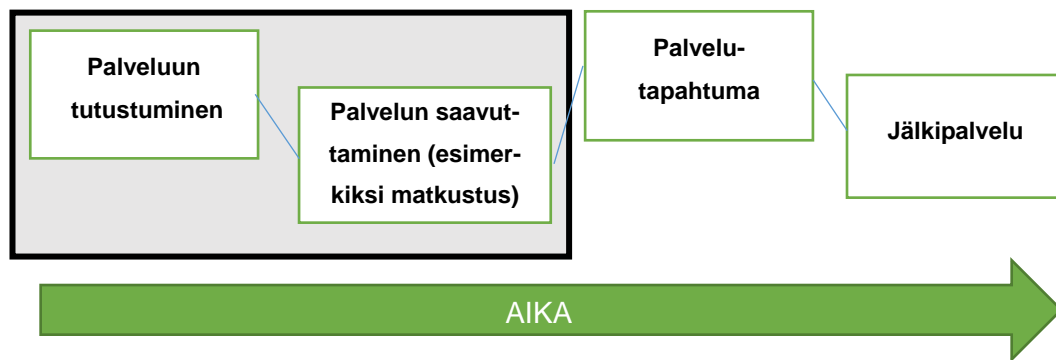 Palveluun
tutustuminen
Palvelun saavut-
taminen (esimer-
kiksi matkustus)
Palvelu-
tapahtuma
Jälkipalvelu
AIKA